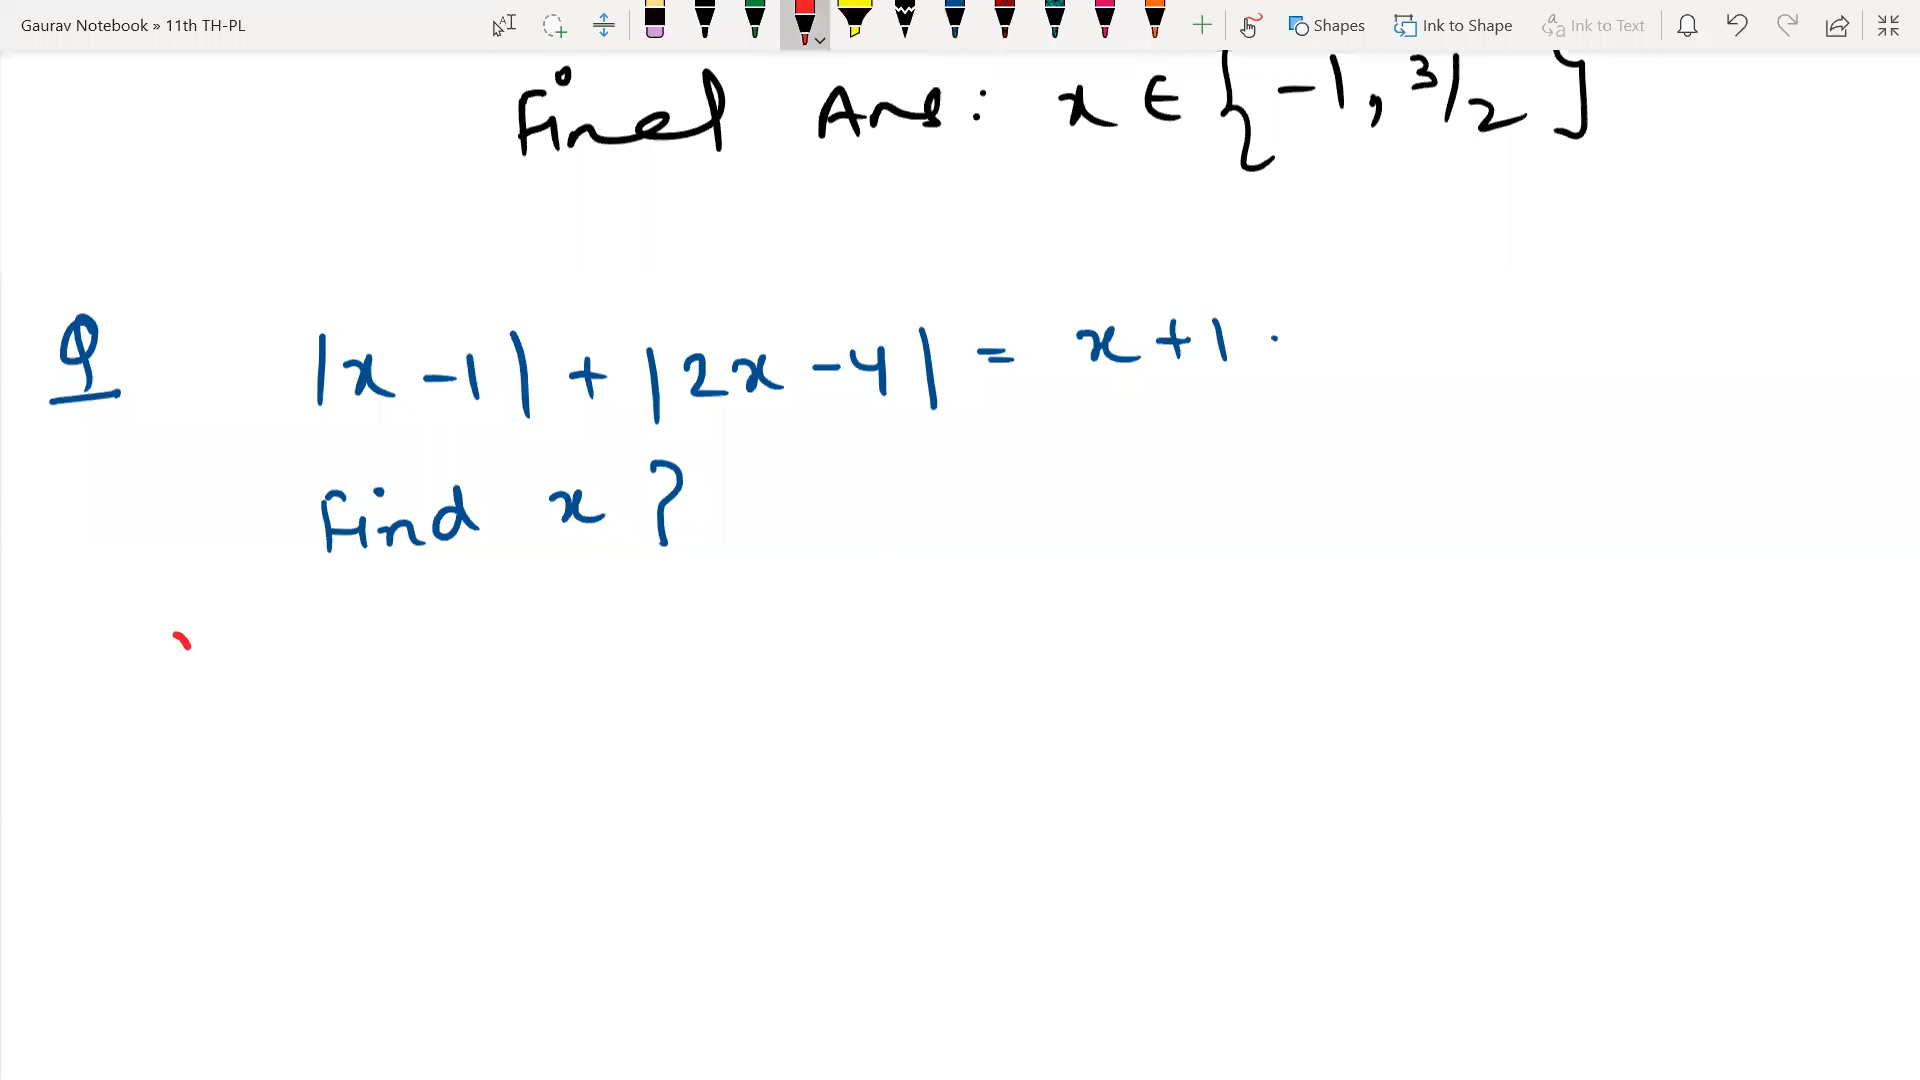 Gaurav Notebook » 11th TH-PL
Shapes
Ink to Shape
Ink to Text
Final Ans: x ∈ {-1, 3/2]
Q |x-1| + |2x-4| = x+1.
Find x?